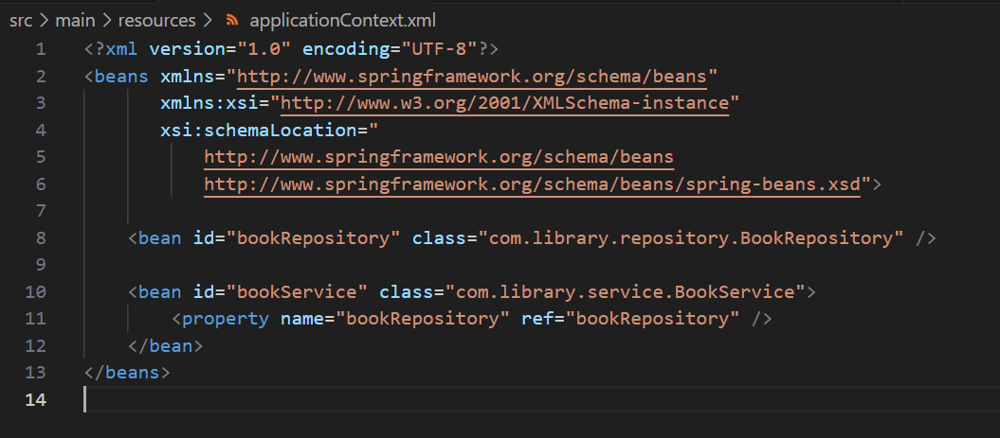 src > main > resources > applicationContext.xml
1 <?xml version="1.0" encoding="UTF-8"?>
2 <beans xmlns="http://www.springframework.org/schema/beans"
3        xmlns:xsi="http://www.w3.org/2001/XMLSchema-instance"
4        xsi:schemaLocation="
5            http://www.springframework.org/schema/beans
6            http://www.springframework.org/schema/beans/spring-beans.xsd">
7
8     <bean id="bookRepository" class="com.library.repository.BookRepository" />
9
10     <bean id="bookService" class="com.library.service.BookService">
11         <property name="bookRepository" ref="bookRepository" />
12     </bean>
13 </beans>
14